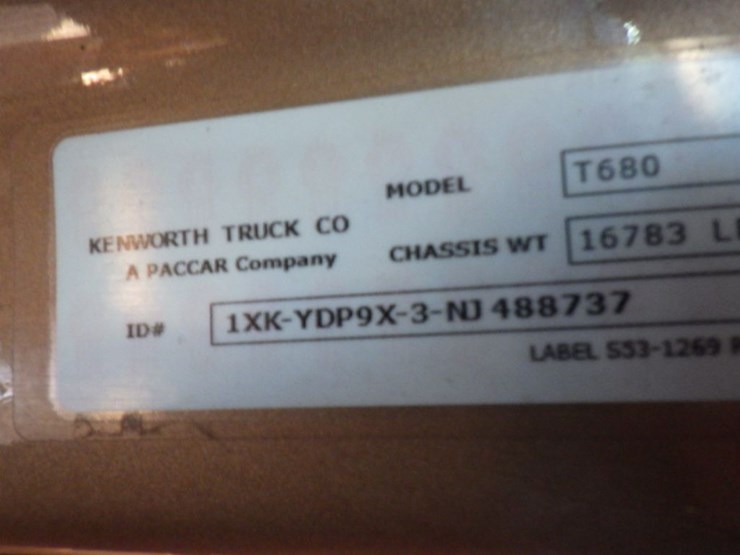 MODEL T680
KENWORTH TRUCK CO
A PACCAR Company
CHASSIS WT 16783
ID# 1XK-YDP9X-3-NJ 488737
LABEL S53-1269